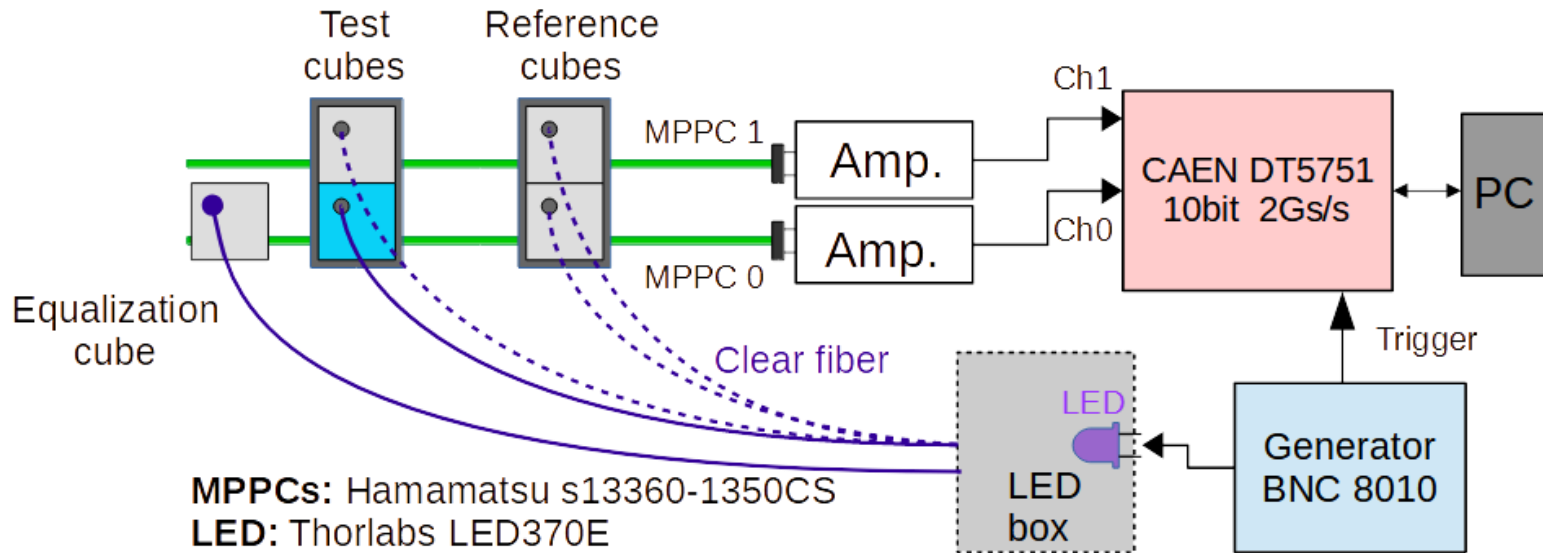 Test
cubes
Reference
cubes
MPPC 1
Amp.
Ch1
CAEN DT5751
10bit 2Gs/s
PC
MPPC 0
Amp.
Ch0
Equalization
cube
Clear fiber
Trigger
LED
LED
box
Generator
BNC 8010
MPPCs: Hamamatsu s13360-1350CS
LED: Thorlabs LED370E